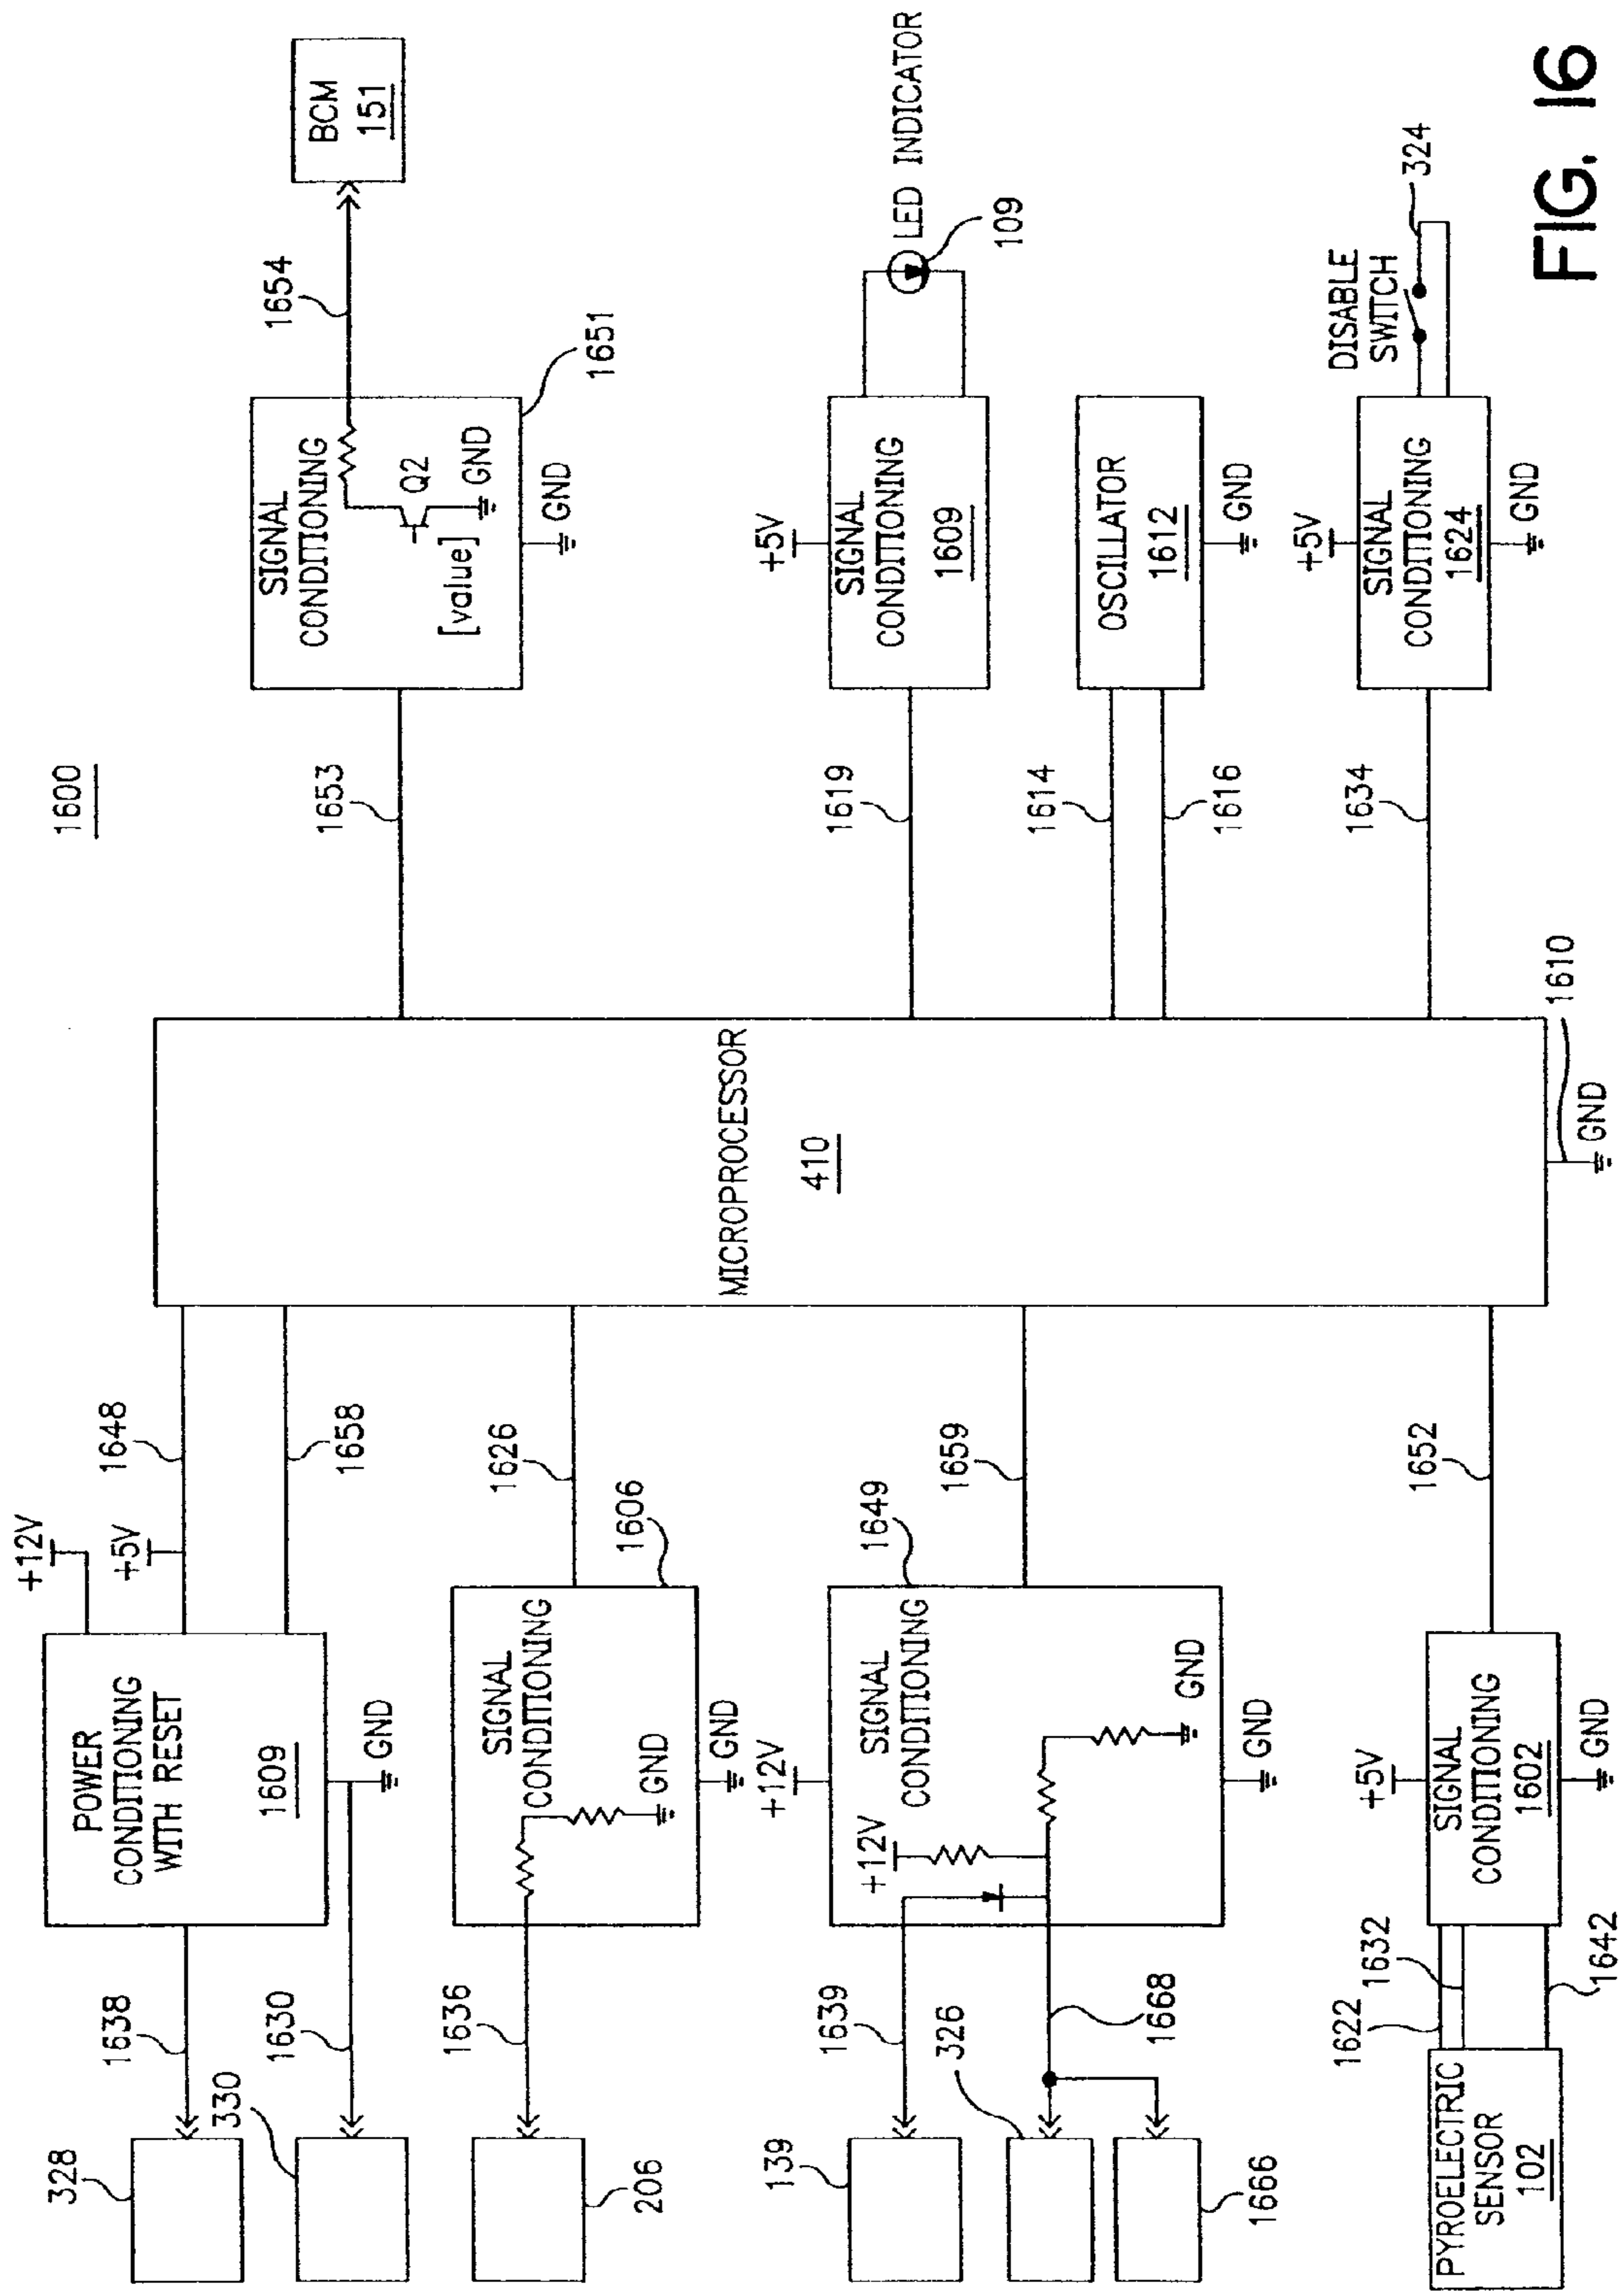 1600
+12V
+5V
1648
1658
POWER
CONDITIONING
WITH RESET
1609
GND
1638
1630
328
330
SIGNAL
CONDITIONING
GND
GND
1606
1626
1636
206
+12V
SIGNAL
CONDITIONING
+12V
GND
GND
1649
1659
1639
326
1668
139
1666
+5V
SIGNAL
CONDITIONING
1602
GND
1652
1622
1632
1642
PYROELECTRIC
SENSOR
102
MICROPROCESSOR
410
1610
GND
1653
SIGNAL
CONDITIONING
Q2
[value]
GND
GND
1651
1654
BCM
151
1619
+5V
SIGNAL
CONDITIONING
1609
LED INDICATOR
109
1614
1616
OSCILLATOR
1612
GND
1634
+5V
SIGNAL
CONDITIONING
1624
GND
DISABLE
SWITCH
324
FIG. 16